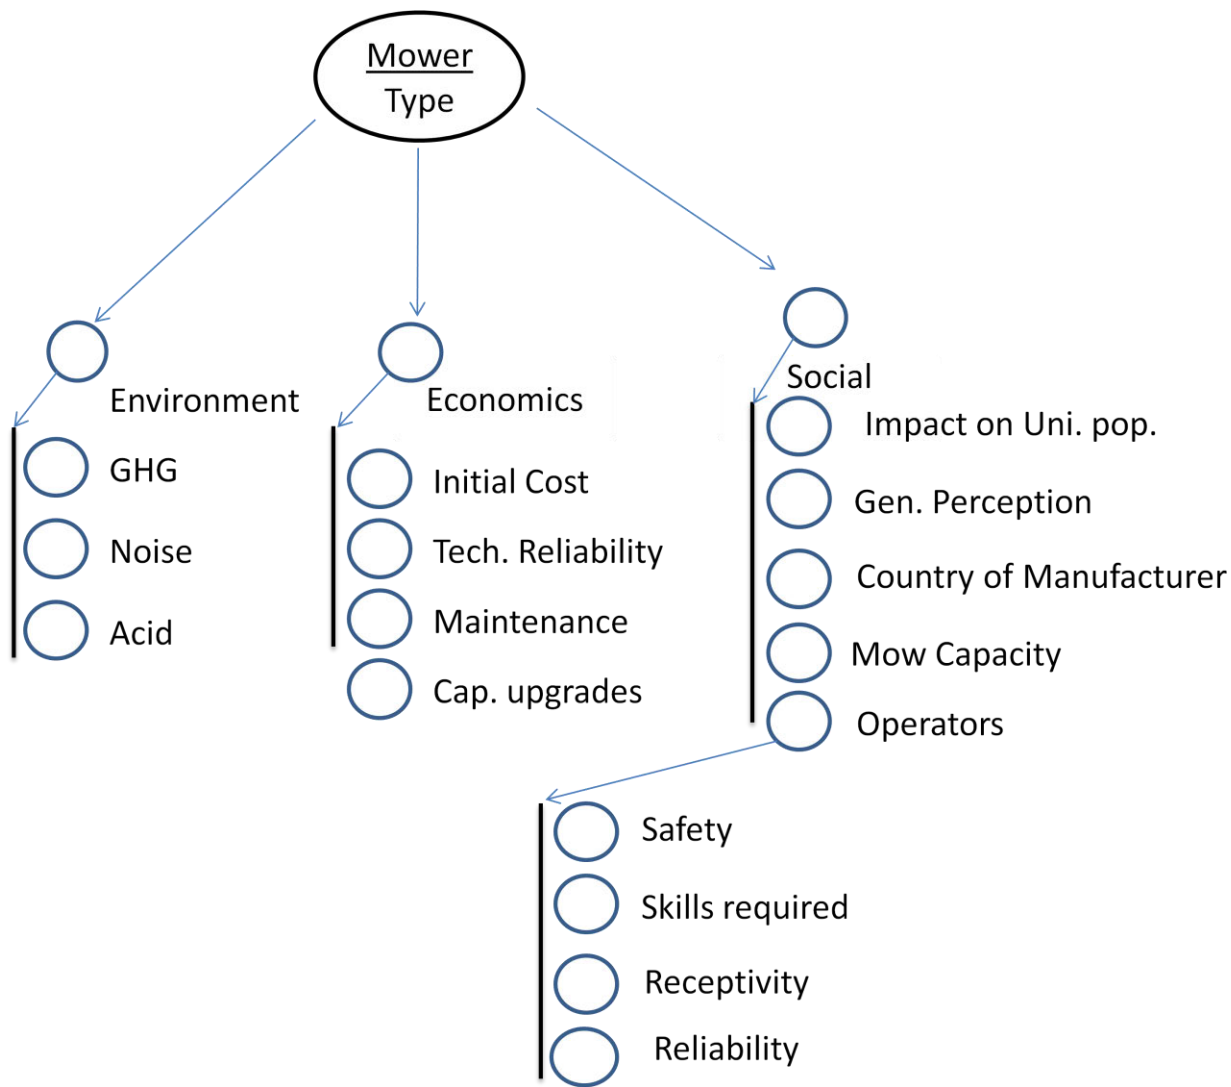 Mower
Type
Environment
GHG
Noise
Acid
Economics
Initial Cost
Tech. Reliability
Maintenance
Cap. upgrades
Social
Impact on Uni. pop.
Gen. Perception
Country of Manufacturer
Mow Capacity
Operators
Safety
Skills required
Receptivity
Reliability